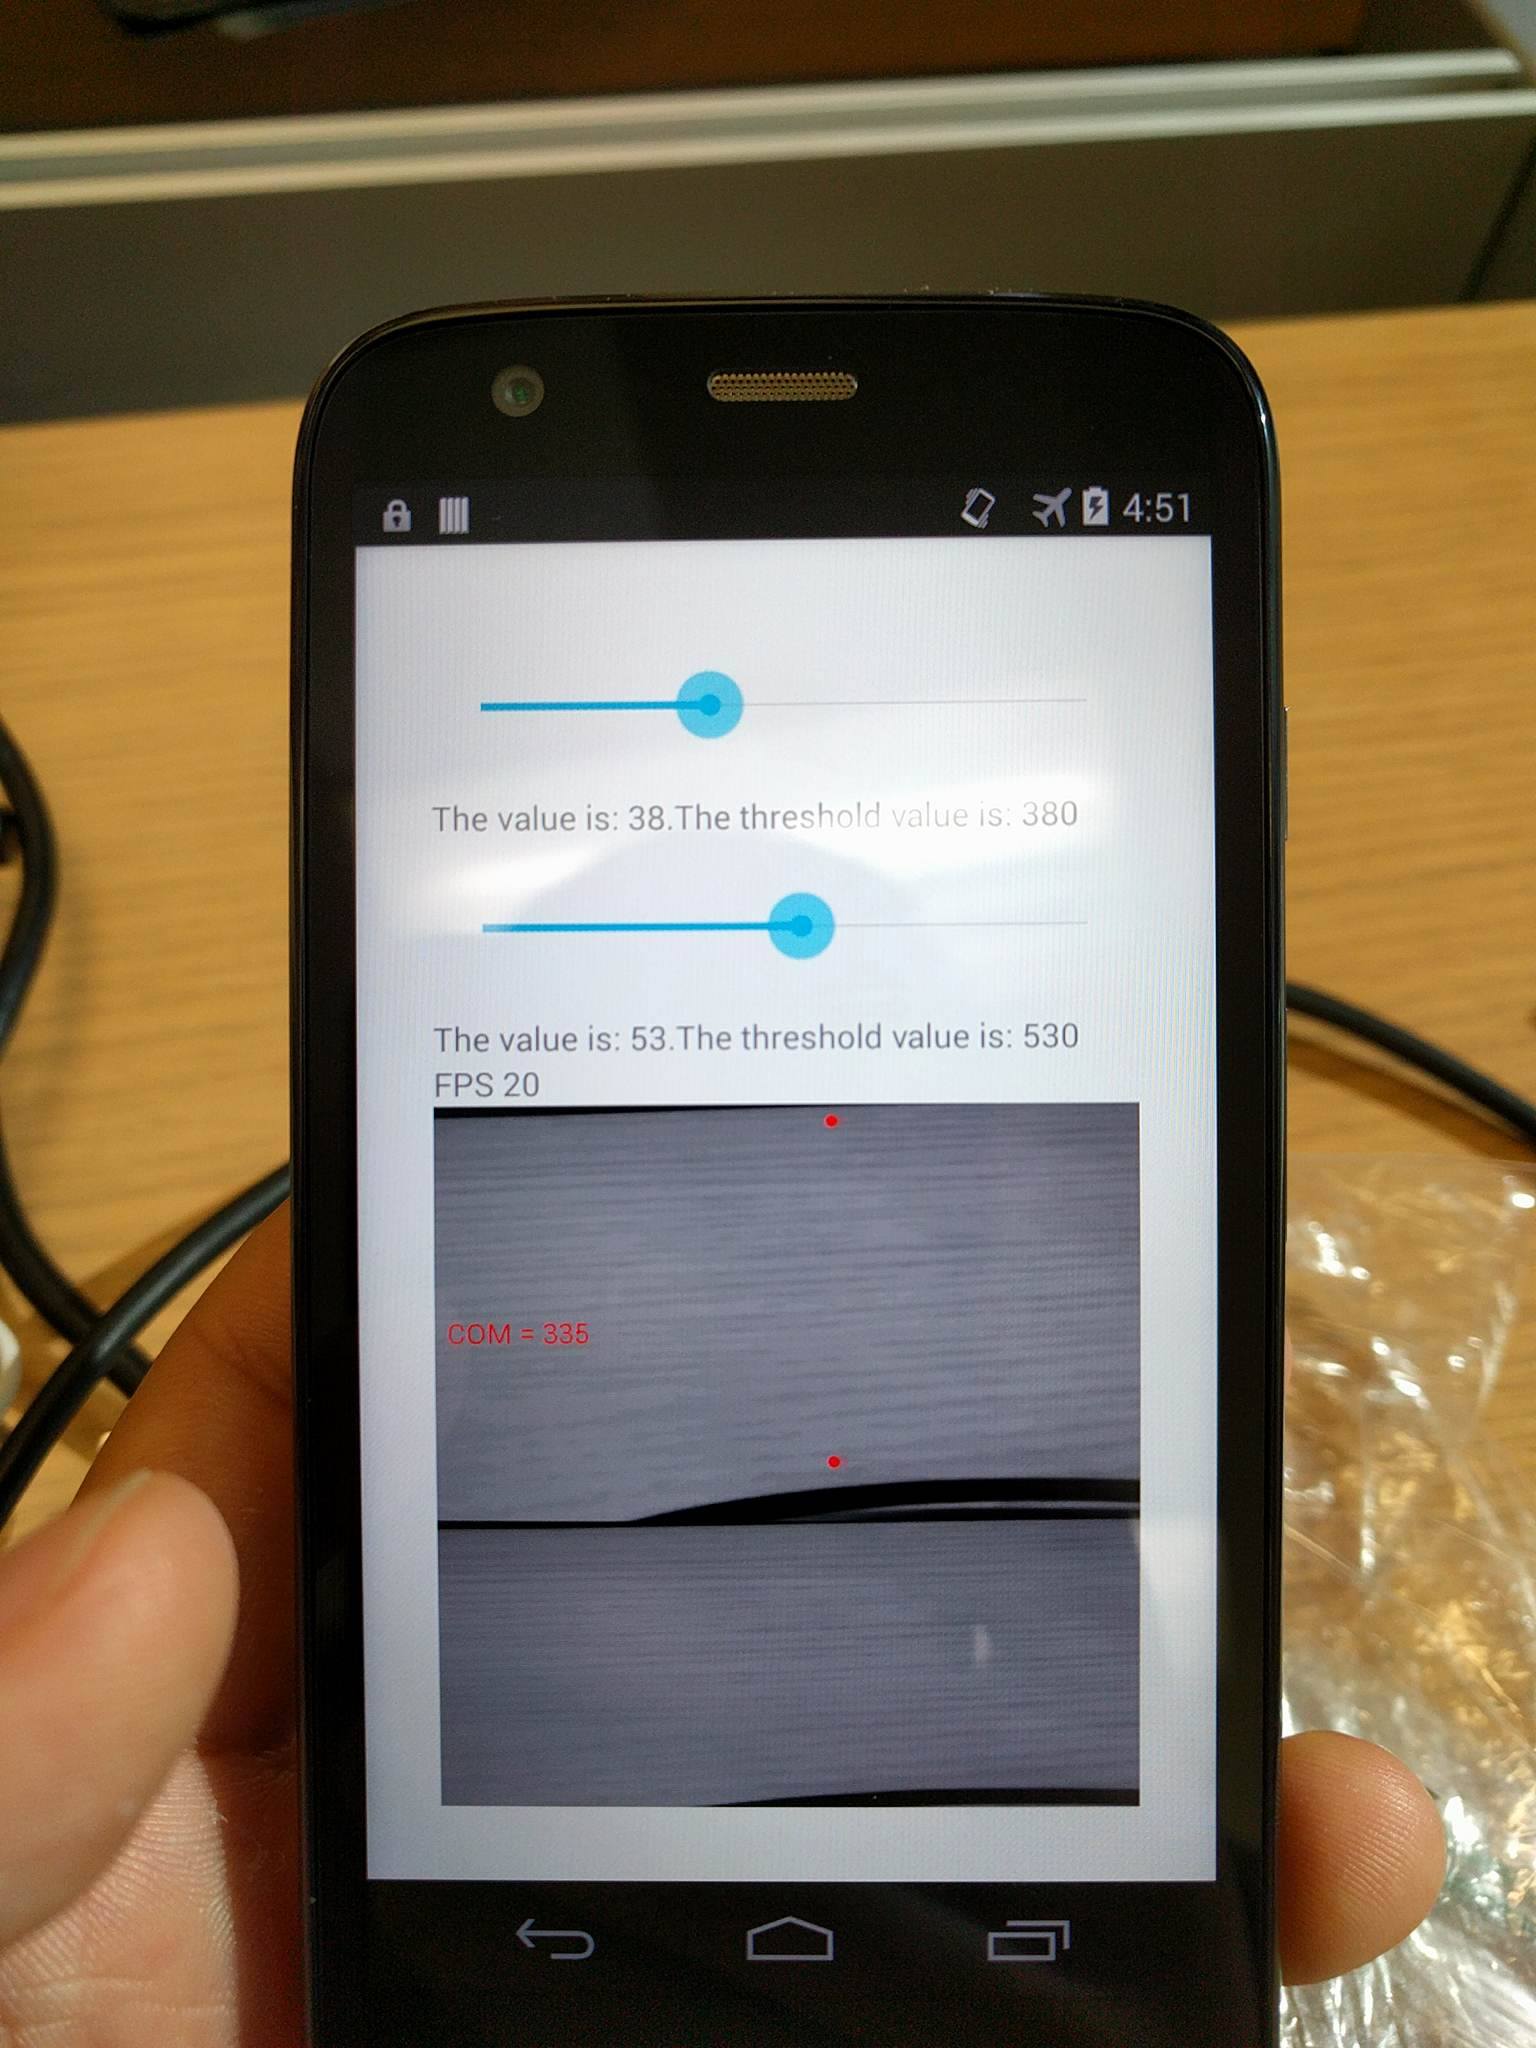 4:51
The value is: 38.The threshold value is: 380
The value is: 53.The threshold value is: 530
FPS 20
COM = 335